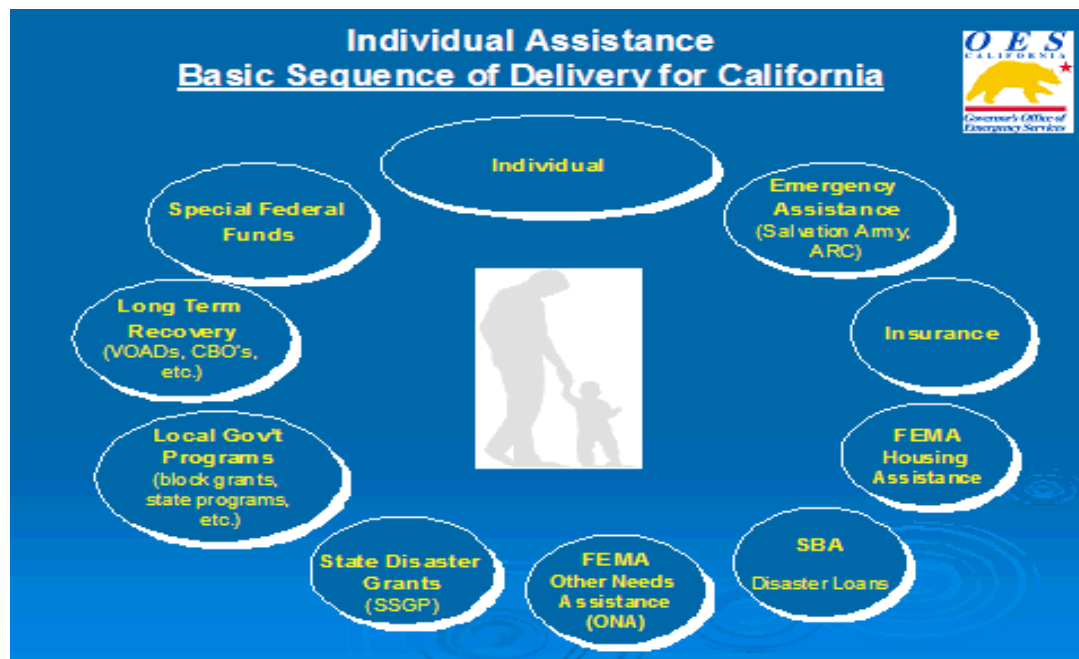 Individual Assistance
Basic Sequence of Delivery for California
O E S
CALIFORNIA
Governor's Office of
Emergency Services
Individual
Emergency
Assistance
(Salvation Army,
ARC)
Insurance
FEMA
Housing
Assistance
SBA
Disaster Loans
FEMA
Other Needs
Assistance
(ONA)
State Disaster
Grants
(SSGP)
Local Gov't
Programs
(block grants,
state programs,
etc.)
Long Term
Recovery
(VOADs, CBO's,
etc.)
Special Federal
Funds